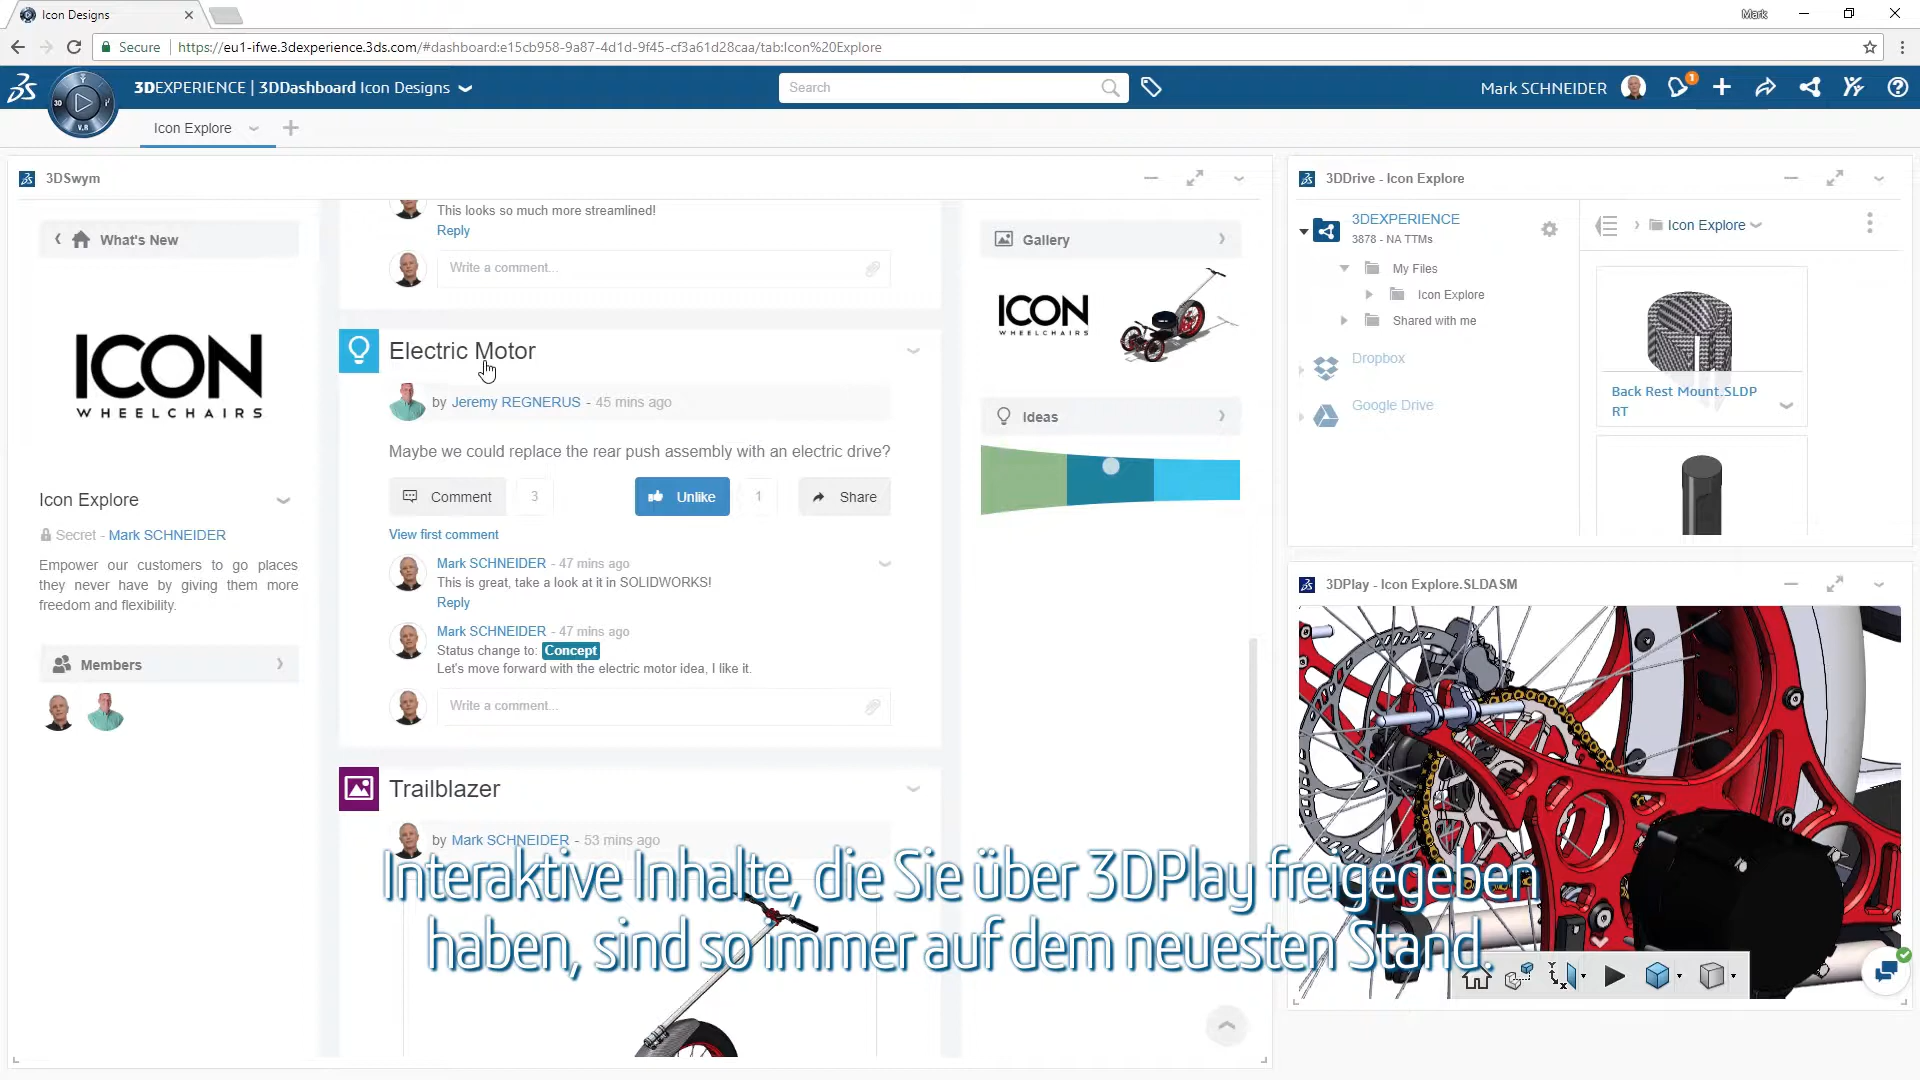 Icon Designs
Mark
Secure
https://eu1-ifwe.3dexperience.3ds.com/#dashboard:e15cb958-9a87-4d1d-9f45-cf3a61d28caa/tab:Icon%20Explore
3DEXPERIENCE | 3DDashboard Icon Designs
Search
Mark SCHNEIDER
1
3D
V.R
Icon Explore
3DSwym
What's New
ICON
WHEELCHAIRS
Icon Explore
Secret - Mark SCHNEIDER
Empower our customers to go places
they never have by giving them more
freedom and flexibility.
Members
This looks so much more streamlined!
Reply
Write a comment...
Electric Motor
by Jeremy REGNERUS - 45 mins ago
Maybe we could replace the rear push assembly with an electric drive?
Comment 3 Unlike 1 Share
View first comment
Mark SCHNEIDER - 47 mins ago
This is great, take a look at it in SOLIDWORKS!
Reply
Mark SCHNEIDER - 47 mins ago
Status change to: Concept
Let's move forward with the electric motor idea, I like it.
Write a comment...
Trailblazer
by Mark SCHNEIDER - 53 mins ago
Gallery
ICON
WHEELCHAIRS
Ideas
3DDrive - Icon Explore
3DEXPERIENCE
3878 - NA TTMs
My Files
Icon Explore
Shared with me
Dropbox
Google Drive
Icon Explore
Back Rest Mount.SLDP
RT
3DPlay - Icon Explore.SLDASM
Interaktive Inhalte, die Sie über 3DPlay freigegeben
haben, sind so immer auf dem neuesten Stand.